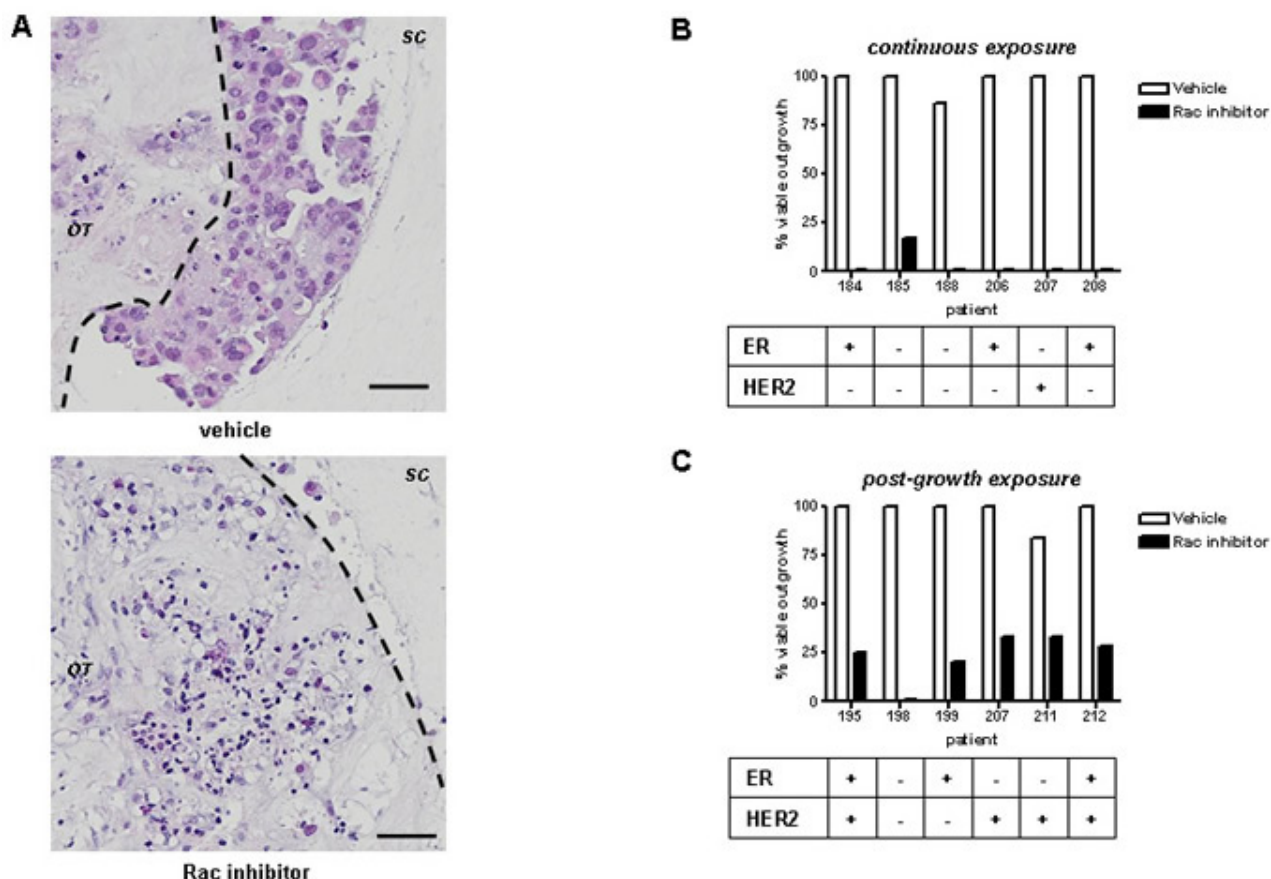 A
SC
OT
vehicle
SC
OT
Rac inhibitor
B
continuous exposure
Vehicle
Rac inhibitor
% viable outgrowth
100
75
50
25
0
184 185 188 206 207 208
patient
ER + - - + - +
HER2 - - - - + -
C
post-growth exposure
Vehicle
Rac inhibitor
% viable outgrowth
100
75
50
25
0
195 198 199 207 211 212
patient
ER + - + - - +
HER2 + - - + + +